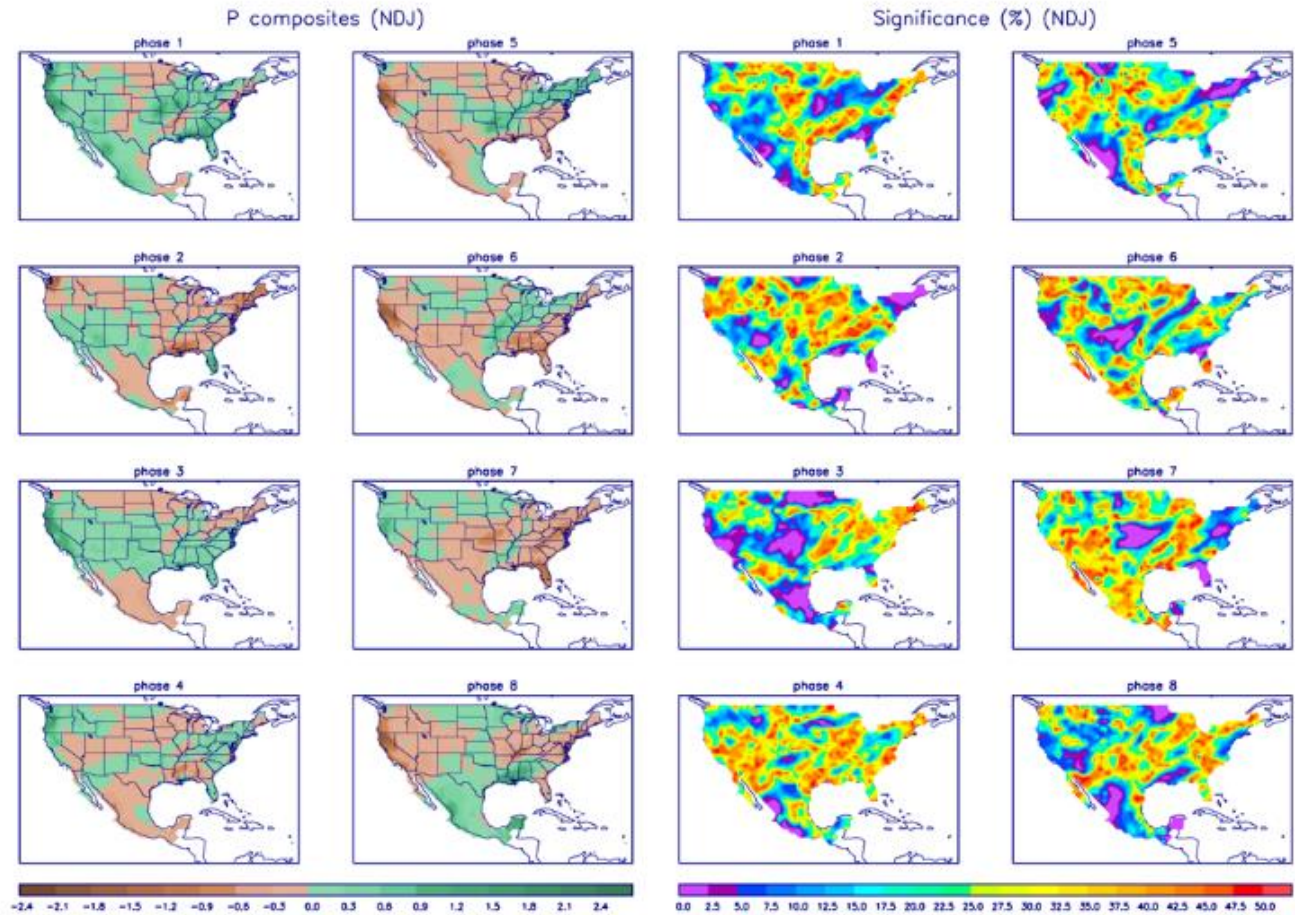 P composites (NDJ)
Significance (%) (NDJ)
phase 1
phase 5
phase 1
phase 5
phase 2
phase 6
phase 2
phase 6
phase 3
phase 7
phase 3
phase 7
phase 4
phase 8
phase 4
phase 8
-2.4 -2.1 -1.8 -1.5 -1.2 -0.9 -0.6 -0.3 0.0 0.3 0.6 0.9 1.2 1.5 1.8 2.1 2.4
0.0 2.5 5.0 7.5 10.0 12.5 15.0 17.5 20.0 22.5 25.0 27.5 30.0 32.5 35.0 37.5 40.0 42.5 45.0 47.5 50.0